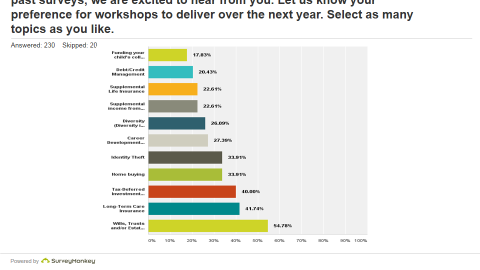 past surveys, we are excited to hear from you. Let us know your
preference for workshops to deliver over the next year. Select as many
topics as you like.
Answered: 230 Skipped: 20
Funding your
child's coll...
17.83%
Debt/Credit
Management
20.43%
Supplemental
Life Insurance
22.61%
Supplemental
income from...
22.61%
Diversity
(Diversity i...
26.09%
Career
Development...
27.39%
Identity Theft
33.91%
Home buying
33.91%
Tax-Deferred
Investment...
40.00%
Long-Term Care
Insurance
41.74%
Wills, Trusts
and/or Estat...
54.78%
0% 10% 20% 30% 40% 50% 60% 70% 80% 90% 100%
Powered by SurveyMonkey